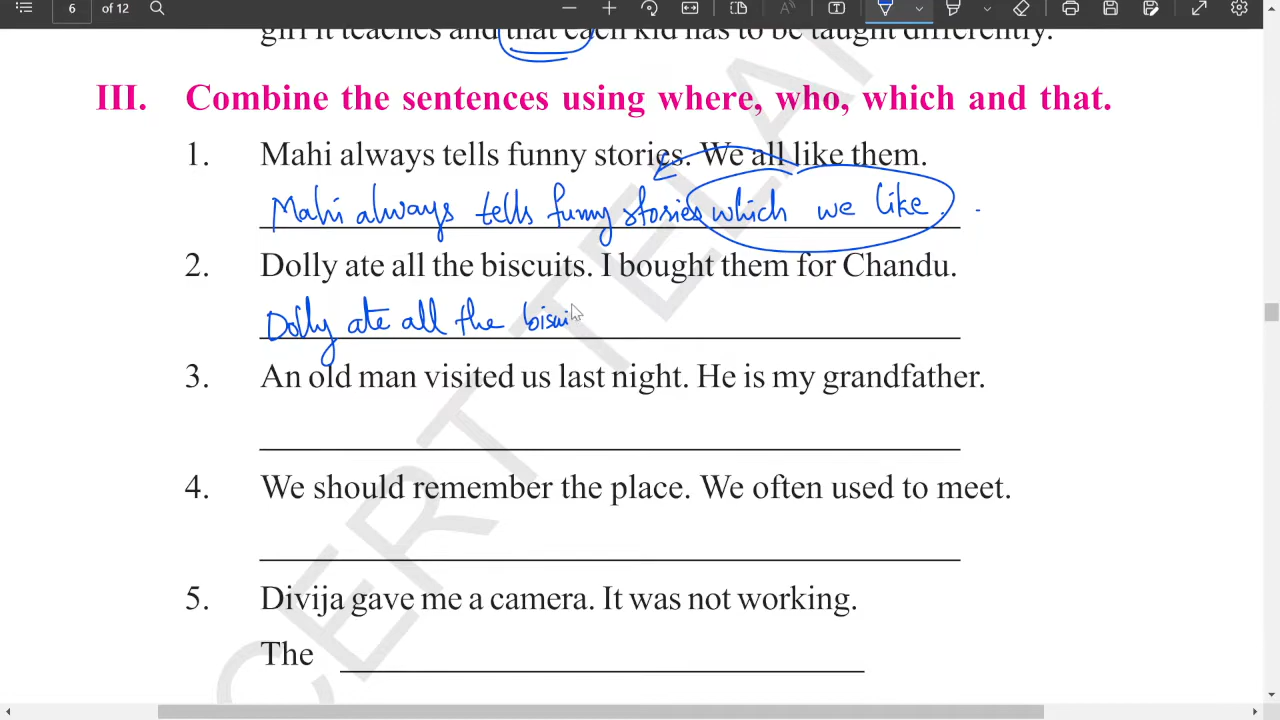 6 of 12
girl it teaches and that each kid has to be taught differently.
III. Combine the sentences using where, who, which and that.
1. Mahi always tells funny stories. We all like them.
Mahi always tells funny stories which we like.
2. Dolly ate all the biscuits. I bought them for Chandu.
Dolly ate all the biscui
3. An old man visited us last night. He is my grandfather.
4. We should remember the place. We often used to meet.
5. Divija gave me a camera. It was not working.
The